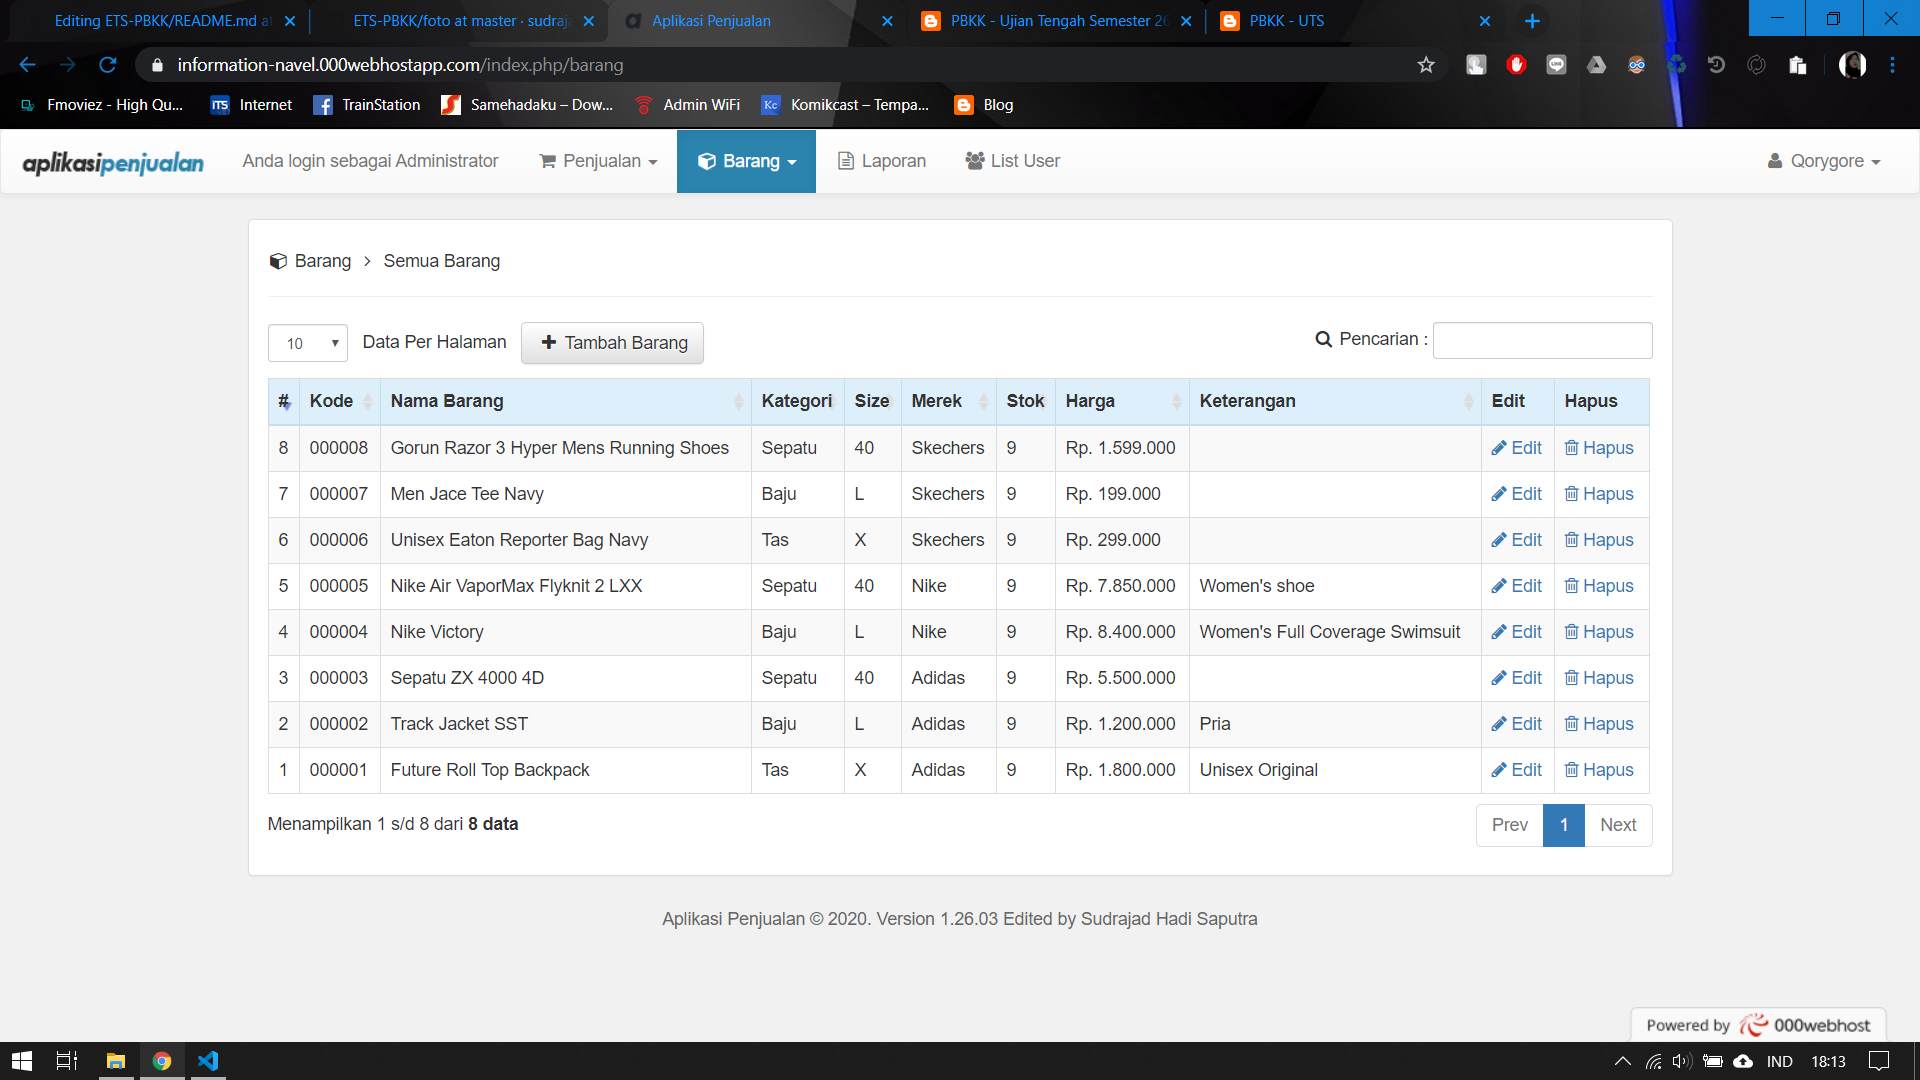 Editing ETS-PBKK/README.md a
ETS-PBKK/foto at master · sudraj
Aplikasi Penjualan
PBKK - Ujian Tengah Semester 26
PBKK - UTS
information-navel.000webhostapp.com/index.php/barang
Fmoviez - High Qu...
ITS Internet
TrainStation
Samehadaku – Dow...
Admin WiFi
Kc Komikcast – Tempa...
Blog
aplikasipenjualan
Anda login sebagai Administrator
Penjualan
Barang
Laporan
List User
Qorygore
Barang > Semua Barang
10 Data Per Halaman
Tambah Barang
Pencarian :
# Kode Nama Barang Kategori Size Merek Stok Harga Keterangan Edit Hapus
8 000008 Gorun Razor 3 Hyper Mens Running Shoes Sepatu 40 Skechers 9 Rp. 1.599.000 Edit Hapus
7 000007 Men Jace Tee Navy Baju L Skechers 9 Rp. 199.000 Edit Hapus
6 000006 Unisex Eaton Reporter Bag Navy Tas X Skechers 9 Rp. 299.000 Edit Hapus
5 000005 Nike Air VaporMax Flyknit 2 LXX Sepatu 40 Nike 9 Rp. 7.850.000 Women's shoe Edit Hapus
4 000004 Nike Victory Baju L Nike 9 Rp. 8.400.000 Women's Full Coverage Swimsuit Edit Hapus
3 000003 Sepatu ZX 4000 4D Sepatu 40 Adidas 9 Rp. 5.500.000 Edit Hapus
2 000002 Track Jacket SST Baju L Adidas 9 Rp. 1.200.000 Pria Edit Hapus
1 000001 Future Roll Top Backpack Tas X Adidas 9 Rp. 1.800.000 Unisex Original Edit Hapus
Menampilkan 1 s/d 8 dari 8 data
Prev 1 Next
Aplikasi Penjualan © 2020. Version 1.26.03 Edited by Sudrajad Hadi Saputra
Powered by 000webhost
IND 18:13